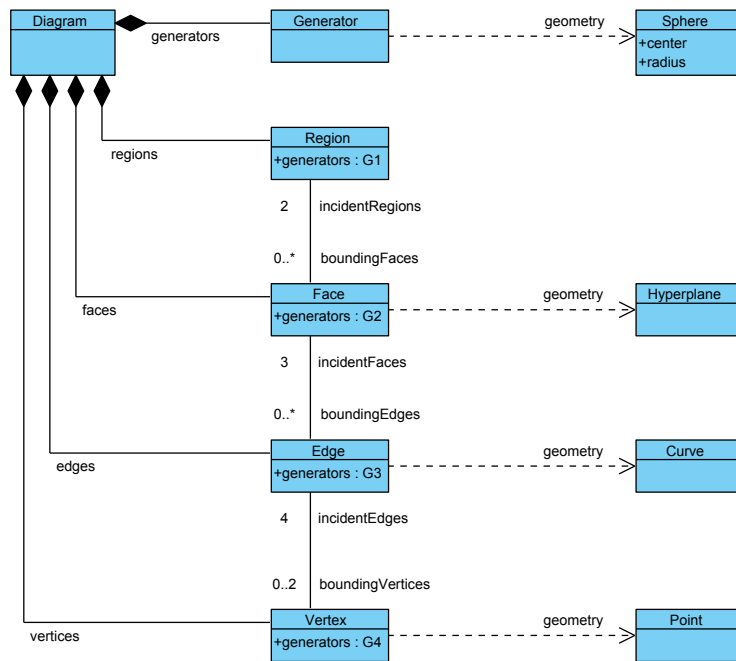 Diagram
generators
Generator
geometry
Sphere
+center
+radius
regions
Region
+generators : G1
2 incidentRegions
0..* boundingFaces
faces
Face
+generators : G2
geometry
Hyperplane
3 incidentFaces
0..* boundingEdges
edges
Edge
+generators : G3
geometry
Curve
4 incidentEdges
0..2 boundingVertices
vertices
Vertex
+generators : G4
geometry
Point